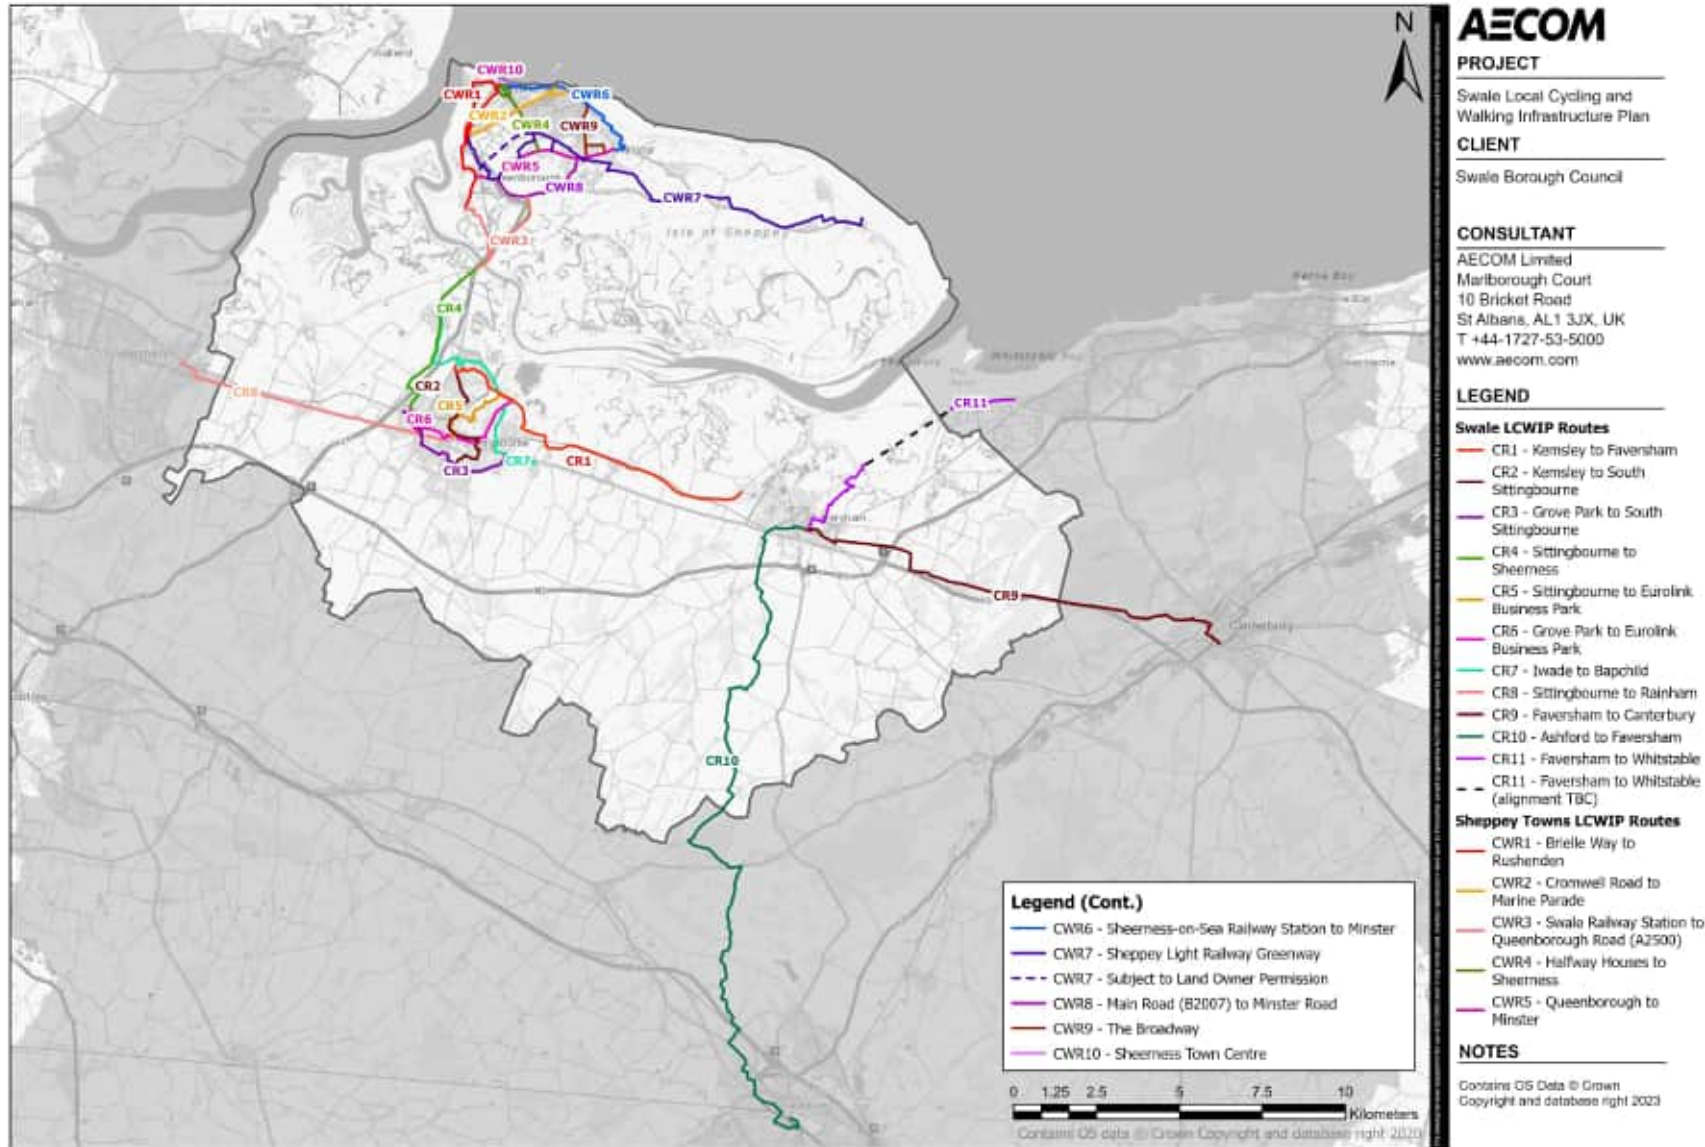 N
CWR10
CWR1
CWR6
CWR2
CWR4
CWR9
CWR5
CWR8
CWR7
Isle of Sheppey
CWR3
CR4
CR2
CR8
CR5
CR6
CR11
CR3
CR7
CR1
CR9
Canterbury
CR10
Legend (Cont.)
CWR6 - Sheerness-on-Sea Railway Station to Minster
CWR7 - Sheppey Light Railway Greenway
CWR7 - Subject to Land Owner Permission
CWR8 - Main Road (B2007) to Minster Road
CWR9 - The Broadway
CWR10 - Sheerness Town Centre
0 1.25 2.5 5 7.5 10
Kilometers
Contains OS data © Crown Copyright and database right 2020
AECOM
PROJECT
Swale Local Cycling and
Walking Infrastructure Plan
CLIENT
Swale Borough Council
CONSULTANT
AECOM Limited
Marlborough Court
10 Bricket Road
St Albans, AL1 3JX, UK
T +44-1727-53-5000
www.aecom.com
LEGEND
Swale LCWIP Routes
CR1 - Kemsley to Faversham
CR2 - Kemsley to South
Sittingbourne
CR3 - Grove Park to South
Sittingbourne
CR4 - Sittingbourne to
Sheerness
CR5 - Sittingbourne to Eurolink
Business Park
CR6 - Grove Park to Eurolink
Business Park
CR7 - Iwade to Bapchild
CR8 - Sittingbourne to Rainham
CR9 - Faversham to Canterbury
CR10 - Ashford to Faversham
CR11 - Faversham to Whitstable
CR11 - Faversham to Whitstable
(alignment TBC)
Sheppey Towns LCWIP Routes
CWR1 - Brielle Way to
Rushenden
CWR2 - Cromwell Road to
Marine Parade
CWR3 - Swale Railway Station to
Queenborough Road (A2500)
CWR4 - Halfway Houses to
Sheerness
CWR5 - Queenborough to
Minster
NOTES
Contains OS Data © Crown
Copyright and database right 2023